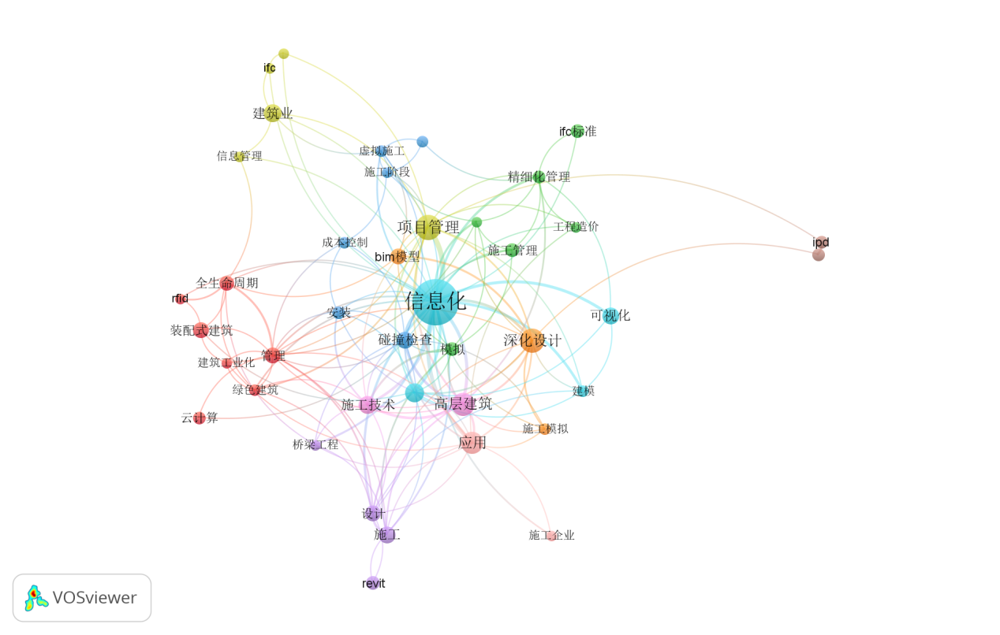 ifc
建筑业
ifc标准
虚拟施工
信息管理
施工阶段
精细化管理
项目管理
工程造价
成本控制
ipd
施工管理
bim模型
全生命周期
rfid
信息化
安装
可视化
装配式建筑
碰撞检查
深化设计
模拟
管理
建筑工业化
绿色建筑
建模
施工技术
高层建筑
云计算
施工模拟
应用
桥梁工程
设计
施工
施工企业
revit
VOSviewer